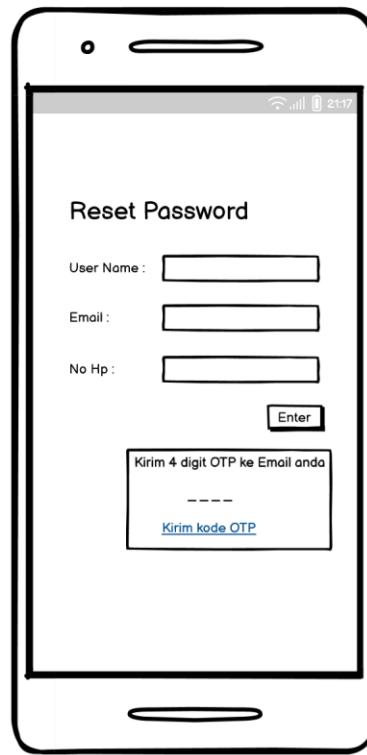 21:17
Reset Password
User Name :
Email :
No Hp :
Enter
Kirim 4 digit OTP ke Email anda
----
Kirim kode OTP